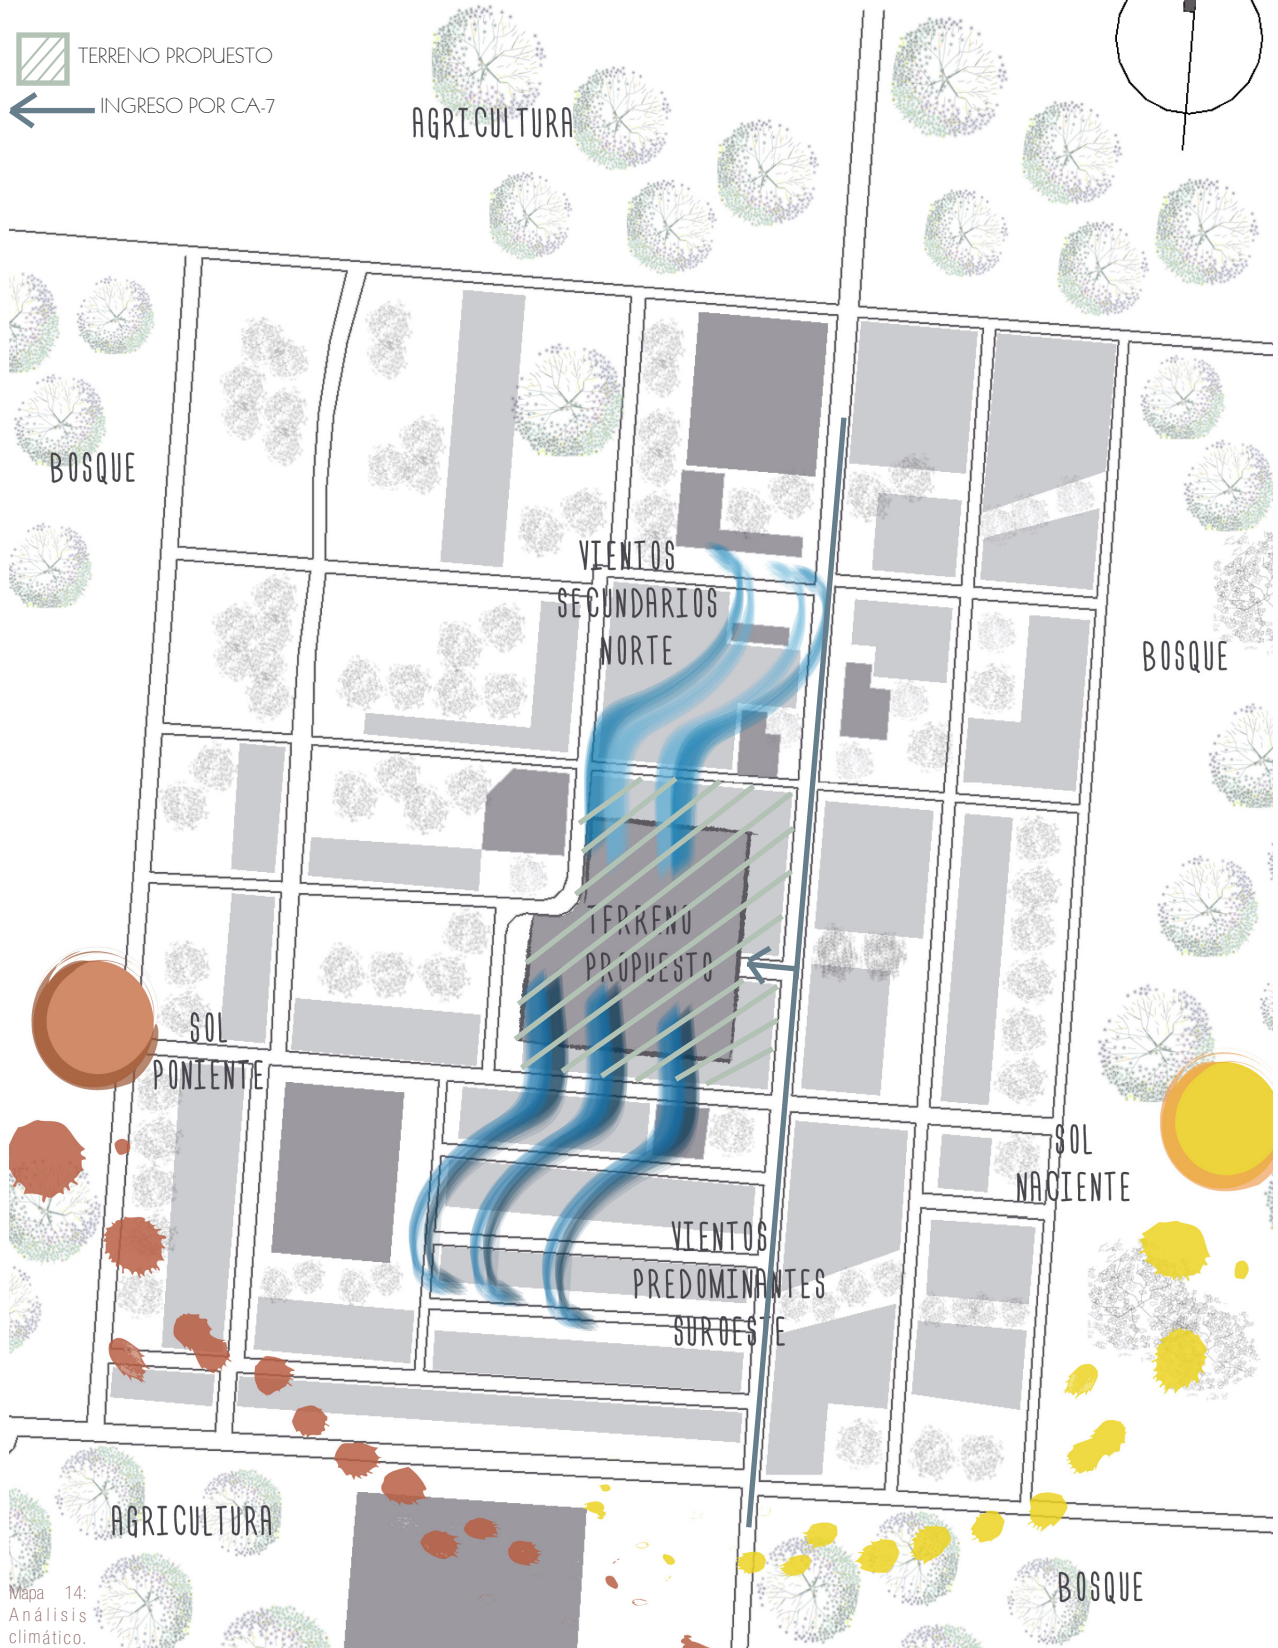 TERRENO PROPUESTO
INGRESO POR CA-7
AGRICULTURA
BOSQUE
VIENTOS
SECUNDARIOS
NORTE
BOSQUE
TERRENO
PROPUESTO
SOL
PONIENTE
SOL
NACIENTE
VIENTOS
PREDOMINANTES
SUROESTE
AGRICULTURA
BOSQUE
Mapa 14:
Análisis
climático.